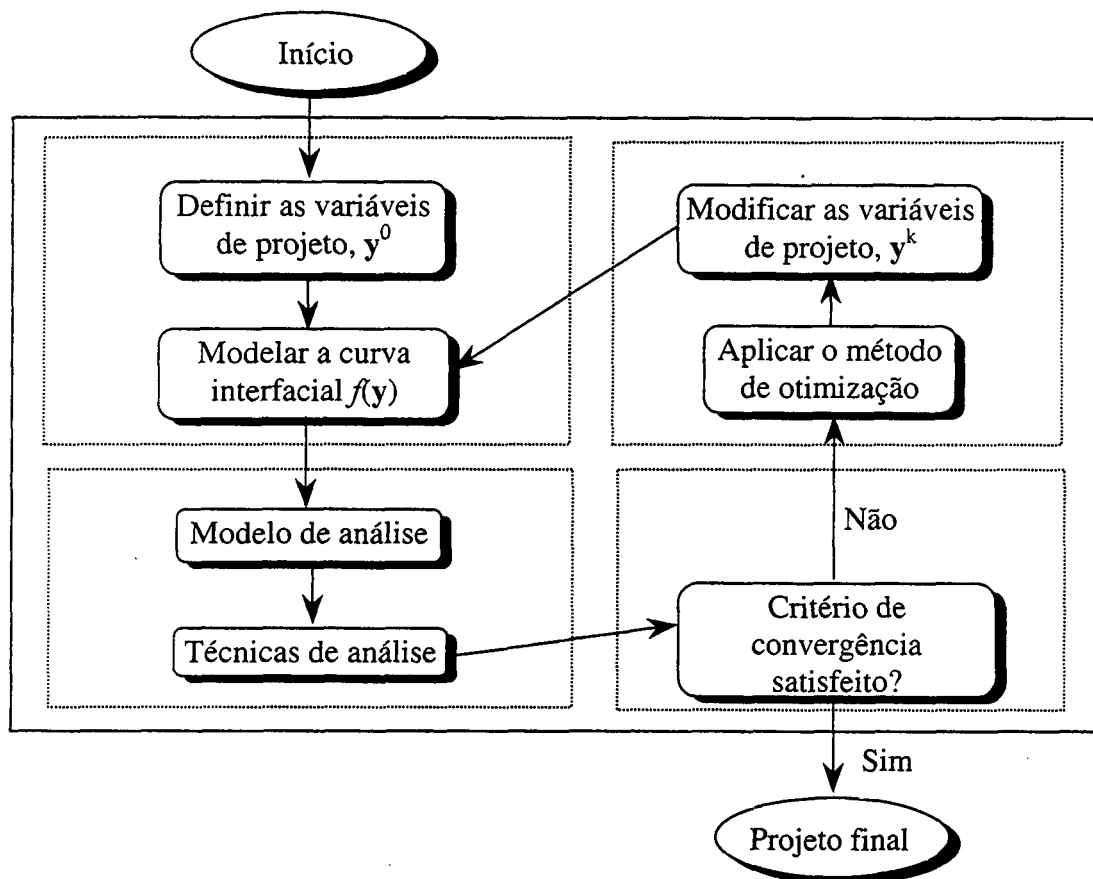 Início
Definir as variáveis
de projeto, y⁰
Modelar a curva
interfacial f(y)
Modelo de análise
Técnicas de análise
Modificar as variáveis
de projeto, yᵏ
Aplicar o método
de otimização
Não
Critério de
convergência
satisfeito?
Sim
Projeto final